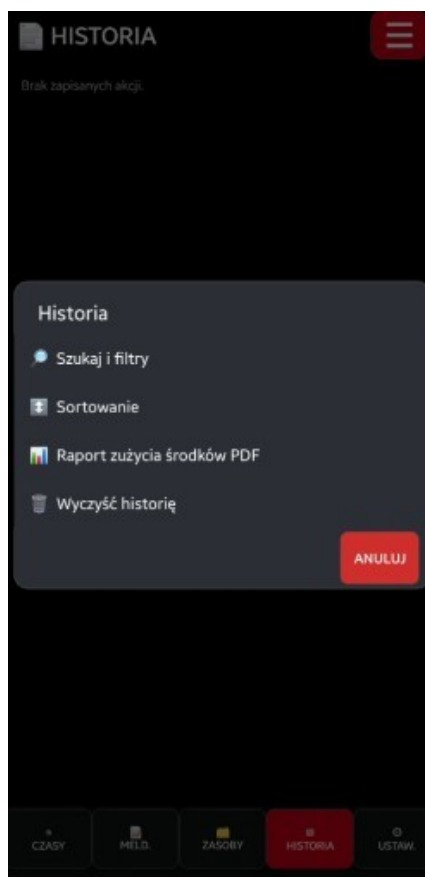 HISTORIA
Brak zapisanych akcji.
Historia
Szukaj i filtry
Sortowanie
Raport zużycia środków PDF
Wyczyść historię
ANULUJ
CZASY MELD. ZASOBY HISTORIA USTAW.